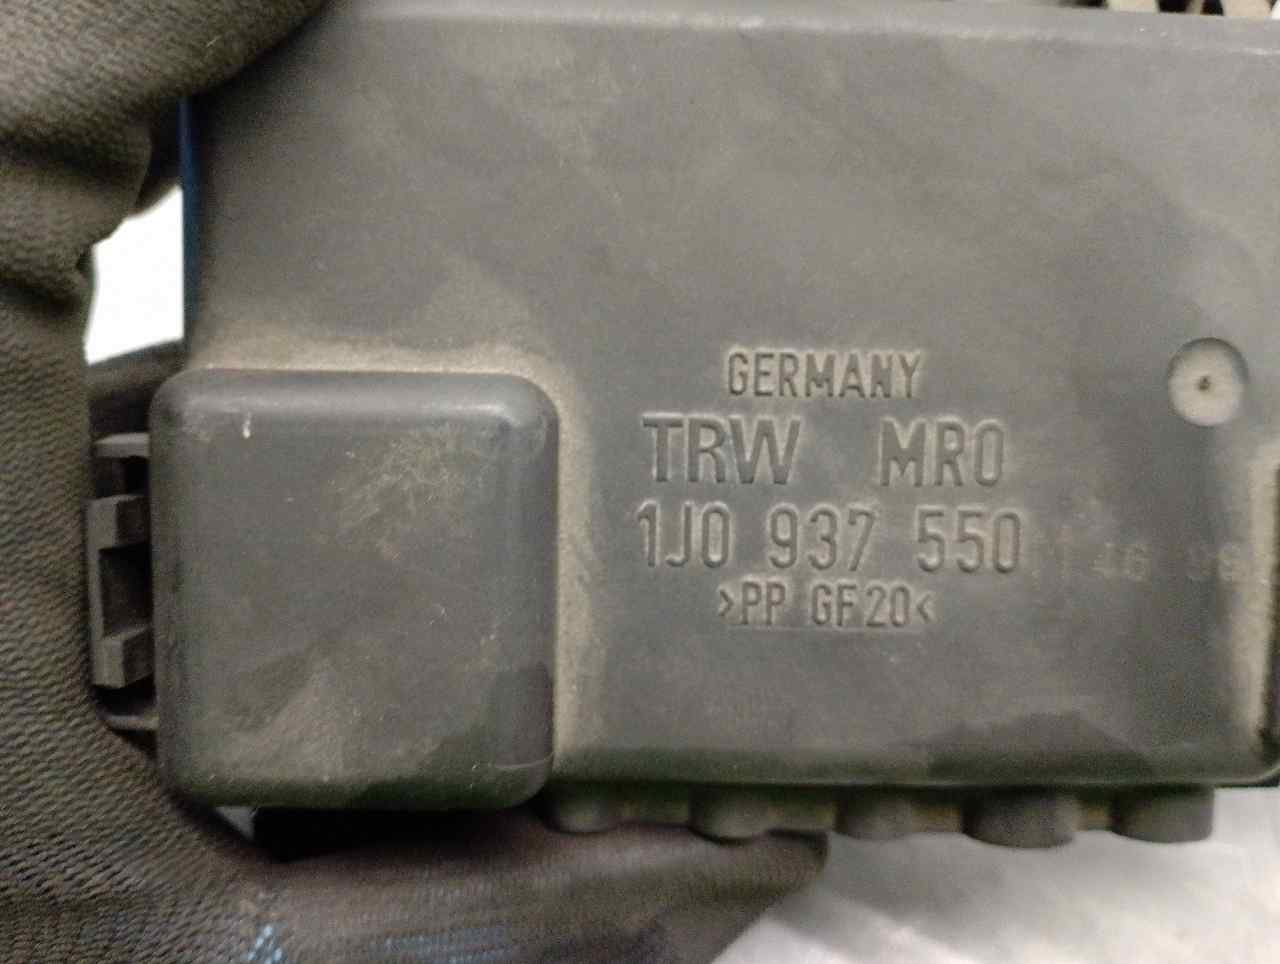 GERMANY
TRW MRO
1J0 937 550
>PP GF20<